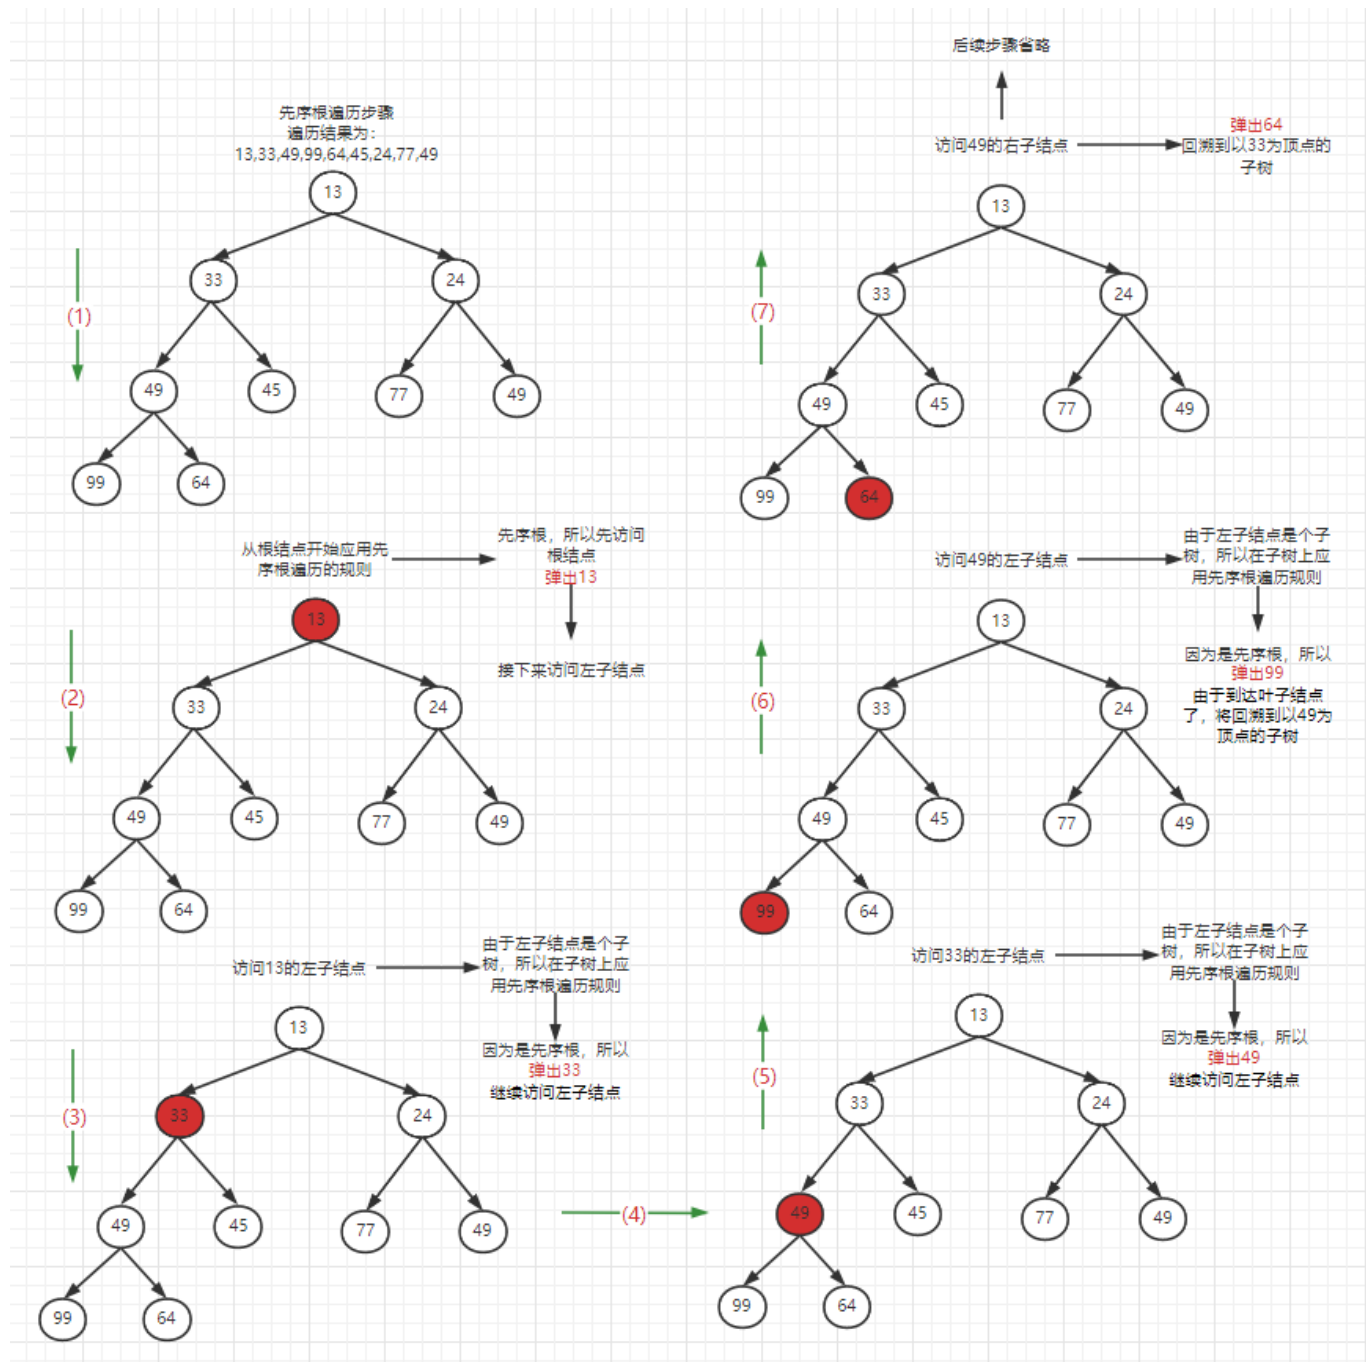 先序根遍历步骤
遍历结果为：
13,33,49,99,64,45,24,77,49
13
33
24
(1)
49
45
77
49
99
64
从根结点开始应用先
序根遍历的规则
先序根，所以先访问
根结点
弹出13
接下来访问左子结点
13
33
24
(2)
49
45
77
49
99
64
访问13的左子结点
由于左子结点是个子
树，所以在子树上应
用先序根遍历规则
因为是先序根，所以
弹出33
继续访问左子结点
13
33
24
(3)
49
45
77
49
99
64
(4)
访问33的左子结点
由于左子结点是个子
树，所以在子树上应
用先序根遍历规则
因为是先序根，所以
弹出49
继续访问左子结点
13
(5)
33
24
49
45
77
49
99
64
访问49的左子结点
由于左子结点是个子
树，所以在子树上应
用先序根遍历规则
因为是先序根，所以
弹出99
由于到达叶子结点
了，将回溯到以49为
顶点的子树
13
(6)
33
24
49
45
77
49
99
64
后续步骤省略
访问49的右子结点
弹出64
回溯到以33为顶点的
子树
13
(7)
33
24
49
45
77
49
99
64